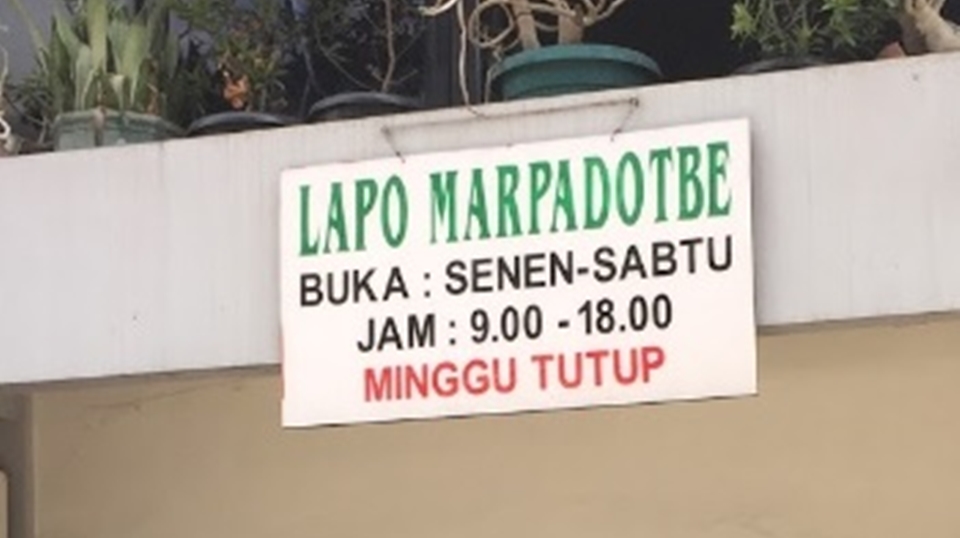 LAPO MARPADOTBE
BUKA : SENEN-SABTU
JAM : 9.00 - 18.00
MINGGU TUTUP